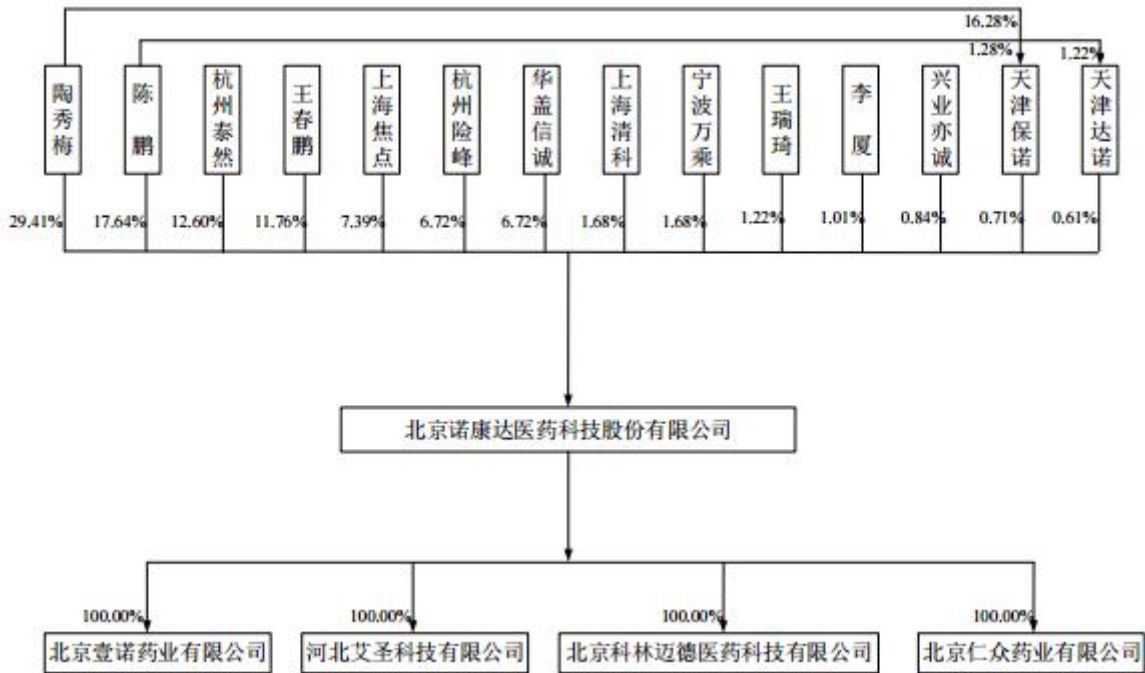 16.28%
1.28%
1.22%
陶秀梅
陈鹏
杭州泰然
王春鹏
上海焦点
杭州险峰
华盖信诚
上海清科
宁波万乘
王瑞琦
李厦
兴业亦诚
天津保诺
天津达诺
29.41%
17.64%
12.60%
11.76%
7.39%
6.72%
6.72%
1.68%
1.68%
1.22%
1.01%
0.84%
0.71%
0.61%
北京诺康达医药科技股份有限公司
100.00%
100.00%
100.00%
100.00%
北京壹诺药业有限公司
河北艾圣科技有限公司
北京科林迈德医药科技有限公司
北京仁众药业有限公司